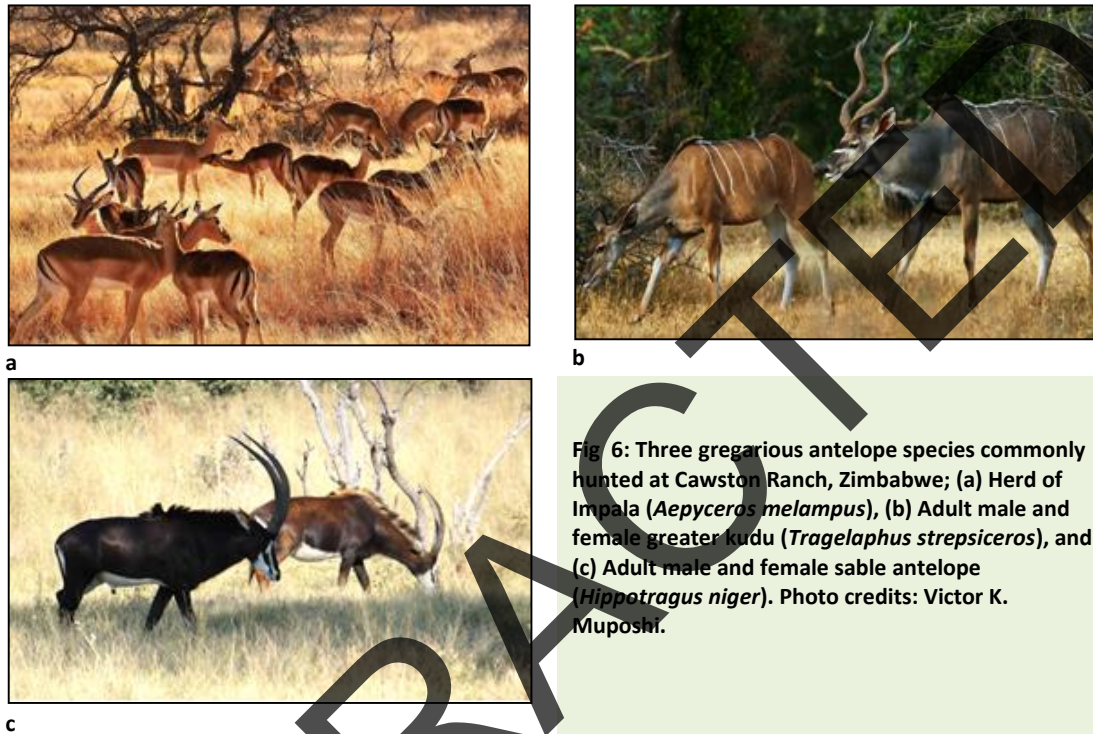 a
b
Fig 6: Three gregarious antelope species commonly
hunted at Cawston Ranch, Zimbabwe; (a) Herd of
Impala (Aepyceros melampus), (b) Adult male and
female greater kudu (Tragelaphus strepsiceros), and
(c) Adult male and female sable antelope
(Hippotragus niger). Photo credits: Victor K.
Muposhi.
c
RACTED